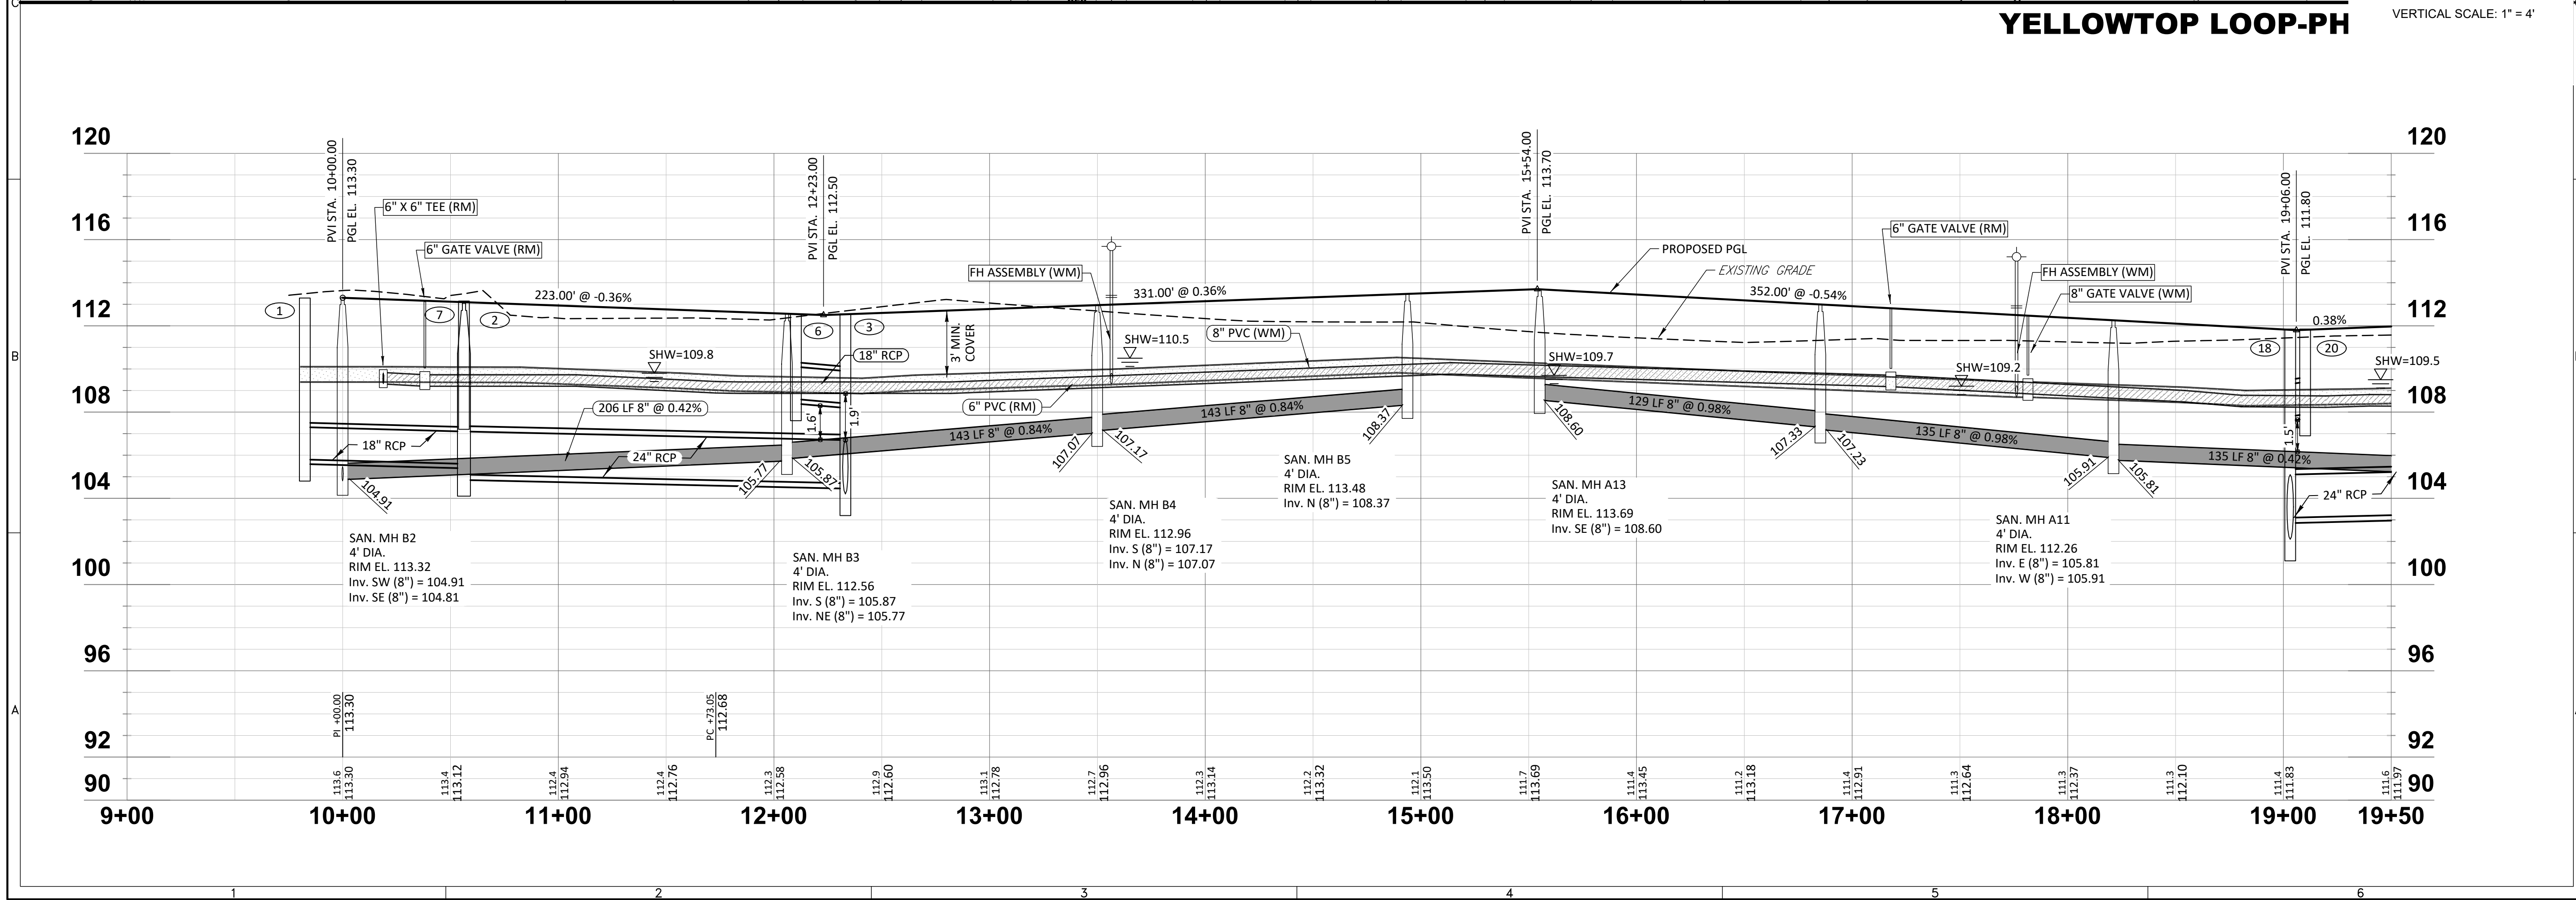 YELLOWTOP LOOP-PH
VERTICAL SCALE: 1" = 4'
C
B
A
120
116
112
108
104
100
96
92
90
120
116
112
108
104
100
96
92
90
PVI STA. 10+00.00
PGL EL. 113.30
6" X 6" TEE (RM)
6" GATE VALVE (RM)
1
7
2
223.00' @ -0.36%
PVI STA. 12+23.00
PGL EL. 112.50
6
3
18" RCP
3' MIN.
COVER
SHW=109.8
206 LF 8" @ 0.42%
18" RCP
24" RCP
1.6'
1.9'
104.91
105.77
105.87
FH ASSEMBLY (WM)
331.00' @ 0.36%
SHW=110.5
8" PVC (WM)
6" PVC (RM)
143 LF 8" @ 0.84%
143 LF 8" @ 0.84%
107.07
107.17
108.37
PVI STA. 15+54.00
PGL EL. 113.70
PROPOSED PGL
EXISTING GRADE
352.00' @ -0.54%
SHW=109.7
108.60
129 LF 8" @ 0.98%
107.33
107.23
6" GATE VALVE (RM)
FH ASSEMBLY (WM)
8" GATE VALVE (WM)
SHW=109.2
135 LF 8" @ 0.98%
105.91
105.81
PVI STA. 19+06.00
PGL EL. 111.80
0.38%
18
20
SHW=109.5
1.5'
135 LF 8" @ 0.42%
24" RCP
SAN. MH B2
4' DIA.
RIM EL. 113.32
Inv. SW (8") = 104.91
Inv. SE (8") = 104.81
SAN. MH B3
4' DIA.
RIM EL. 112.56
Inv. S (8") = 105.87
Inv. NE (8") = 105.77
SAN. MH B4
4' DIA.
RIM EL. 112.96
Inv. S (8") = 107.17
Inv. N (8") = 107.07
SAN. MH B5
4' DIA.
RIM EL. 113.48
Inv. N (8") = 108.37
SAN. MH A13
4' DIA.
RIM EL. 113.69
Inv. SE (8") = 108.60
SAN. MH A11
4' DIA.
RIM EL. 112.26
Inv. E (8") = 105.81
Inv. W (8") = 105.91
PI +00.00
113.30
PC +73.05
112.68
113.6
113.30
113.4
113.12
112.4
112.94
112.4
112.76
112.3
112.58
112.9
112.60
113.1
112.78
112.7
112.96
112.3
113.14
112.2
113.32
112.1
113.50
111.7
113.69
111.4
113.45
111.2
113.18
111.4
112.91
111.3
112.64
111.3
112.37
111.3
112.10
111.4
111.83
111.6
111.97
9+00
10+00
11+00
12+00
13+00
14+00
15+00
16+00
17+00
18+00
19+00
19+50
1
2
3
4
5
6